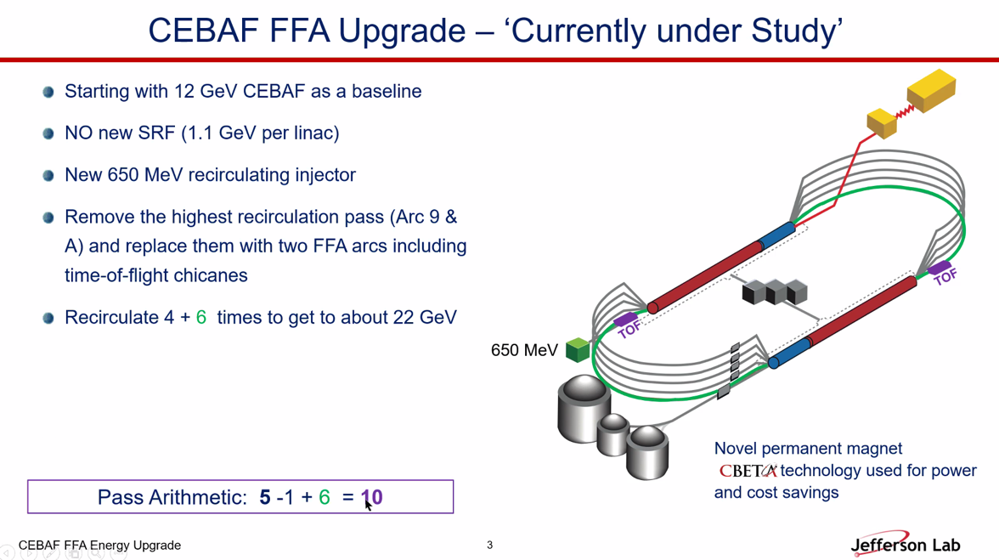 CEBAF FFA Upgrade – ‘Currently under Study’
Starting with 12 GeV CEBAF as a baseline
NO new SRF (1.1 GeV per linac)
New 650 MeV recirculating injector
Remove the highest recirculation pass (Arc 9 &
A) and replace them with two FFA arcs including
time-of-flight chicanes
Recirculate 4 + 6 times to get to about 22 GeV
TOF
TOF
650 MeV
Novel permanent magnet
CBETA technology used for power
and cost savings
Pass Arithmetic: 5 -1 + 6 = 10
CEBAF FFA Energy Upgrade
3
Jefferson Lab